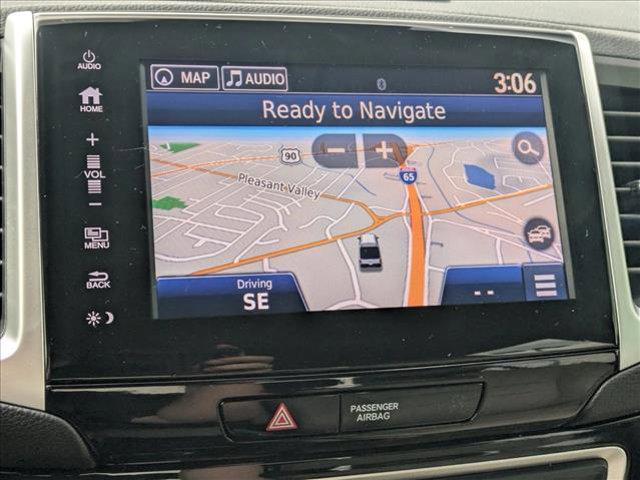 AUDIO
MAP
AUDIO
3:06
HOME
Ready to Navigate
+
VOL
-
90
- +
65
Pleasant Valley
MENU
BACK
Driving
SE
--
PASSENGER
AIRBAG